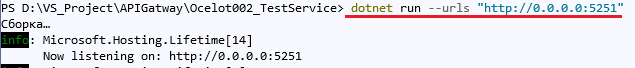 PS D:\VS_Project\APIGatway\Ocelot002_TestService> dotnet run --urls "http://0.0.0.0:5251"
Сборка…
info: Microsoft.Hosting.Lifetime[14]
Now listening on: http://0.0.0.0:5251